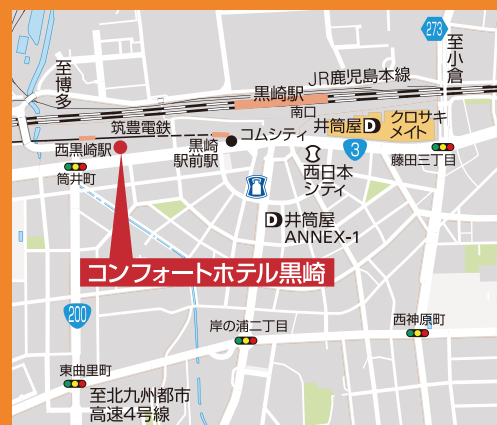 273
至小倉
至博多
JR鹿児島本線
黒崎駅
南口
筑豊電鉄
コムシティ
井筒屋
D
クロサキ
メイト
西黒崎駅
黒崎
駅前駅
3
藤田三丁目
筒井町
西日本
シティ
D
井筒屋
ANNEX-1
コンフォートホテル黒崎
200
岸の浦二丁目
西神原町
東曲里町
至北九州都市
高速4号線